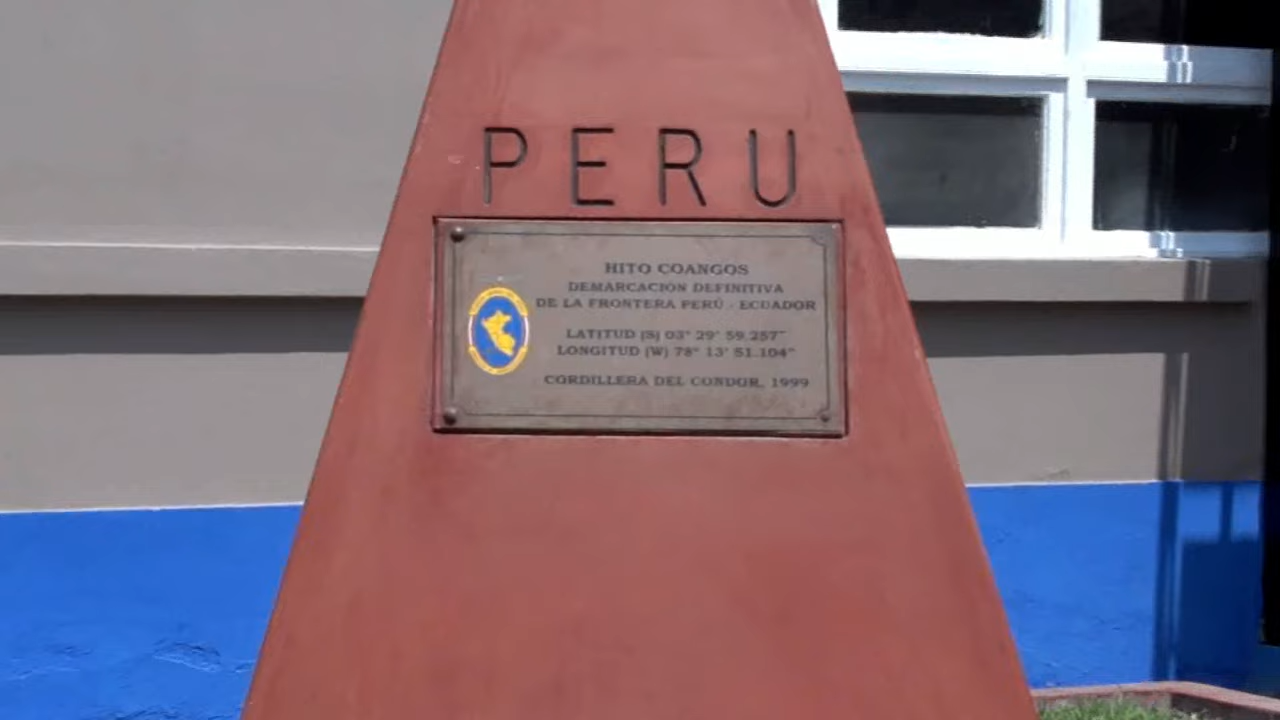 PERU
HITO COANGOS
DEMARCACION DEFINITIVA
DE LA FRONTERA PERÚ - ECUADOR
LATITUD (S) 03° 29' 59.257"
LONGITUD (W) 78° 13' 51.104"
CORDILLERA DEL CONDOR, 1999